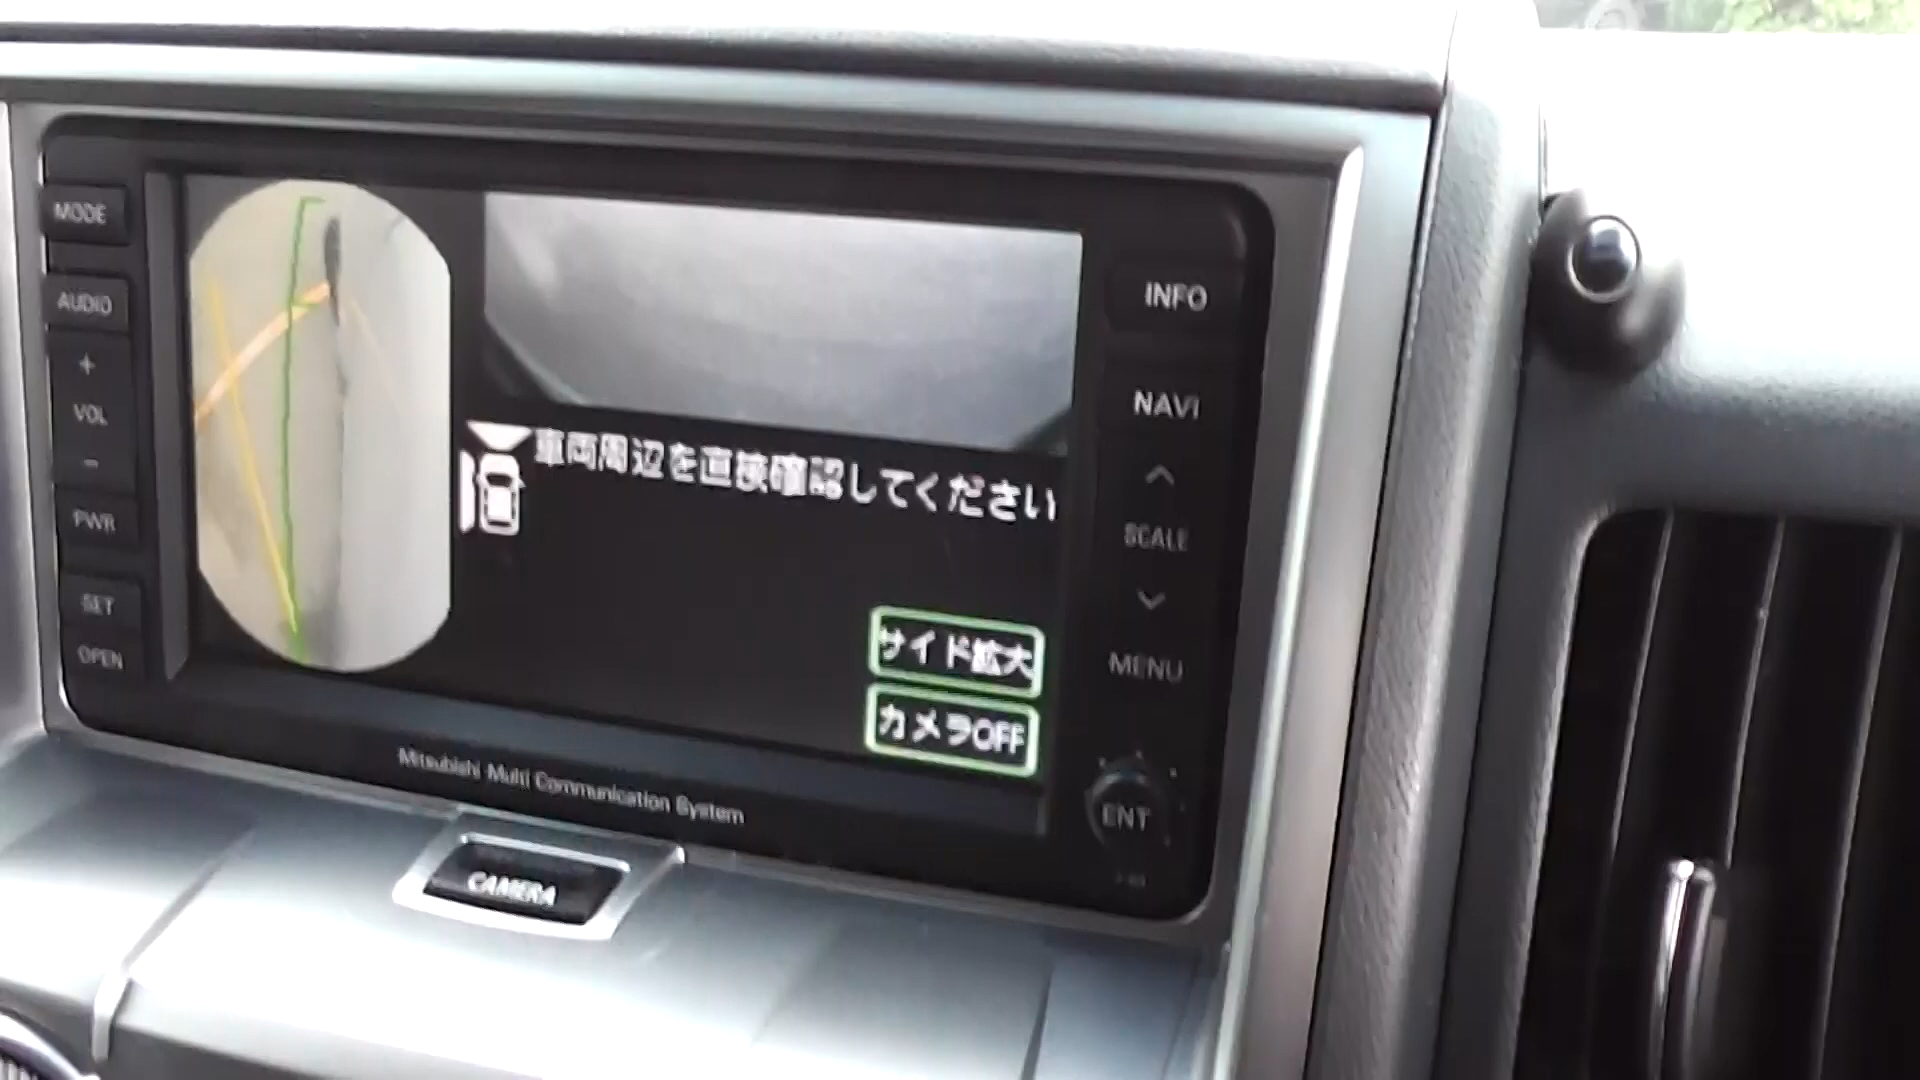 MODE
AUDIO
+
VOL
-
PWR
SET
OPEN
車両周辺を直接確認してください
サイド拡大
カメラOFF
INFO
NAVI
SCALE
MENU
ENT
Mitsubishi Multi Communication System
CAMERA